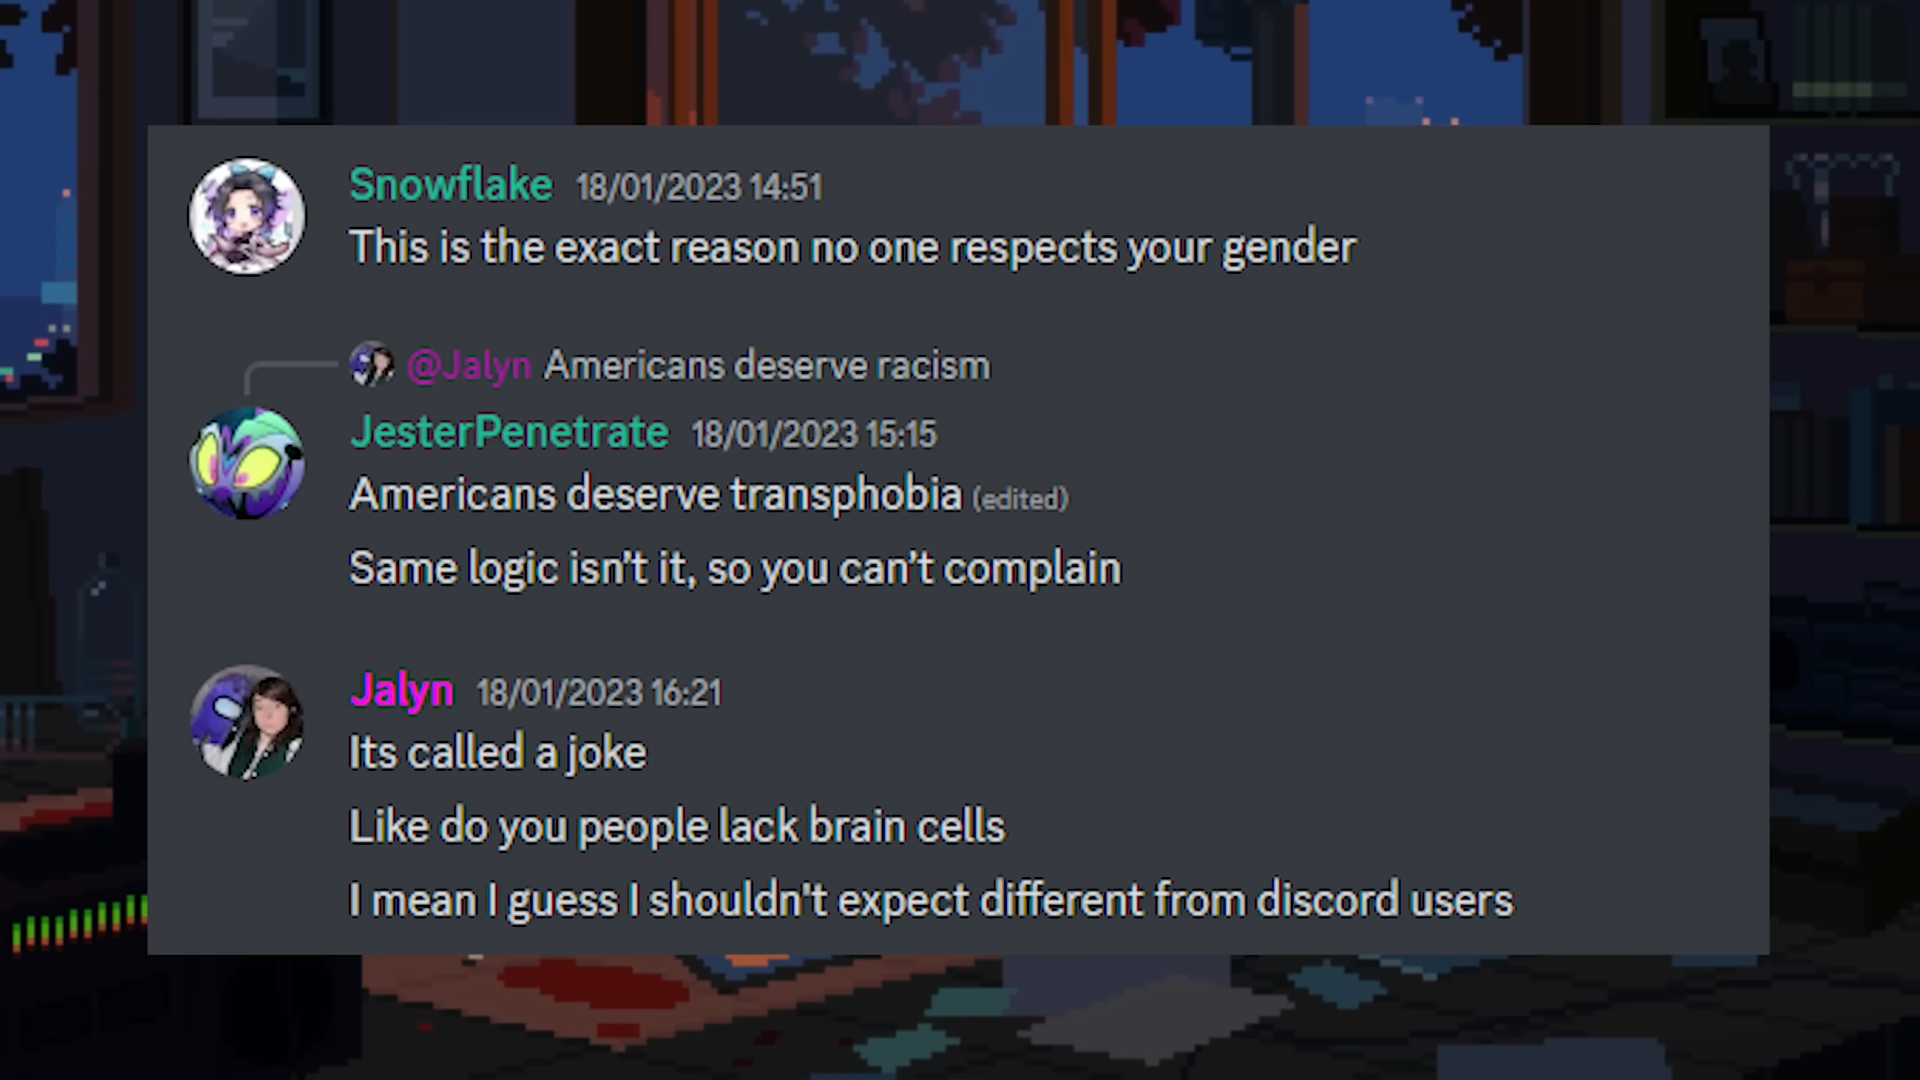 Snowflake 18/01/2023 14:51
This is the exact reason no one respects your gender
@Jalyn Americans deserve racism
JesterPenetrate 18/01/2023 15:15
Americans deserve transphobia (edited)
Same logic isn't it, so you can't complain
Jalyn 18/01/2023 16:21
Its called a joke
Like do you people lack brain cells
I mean I guess I shouldn't expect different from discord users